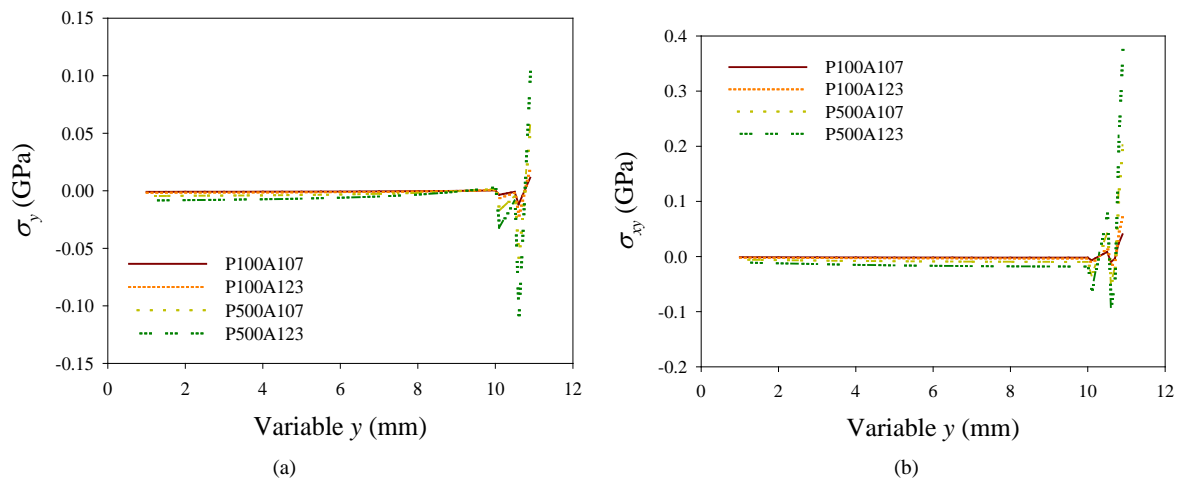 0.15
0.10
0.05
0.00
-0.05
-0.10
-0.15
σy (GPa)
P100A107
P100A123
P500A107
P500A123
0 2 4 6 8 10 12
Variable y (mm)
(a)
0.4
0.3
0.2
0.1
0.0
-0.1
-0.2
σxy (GPa)
P100A107
P100A123
P500A107
P500A123
0 2 4 6 8 10 12
Variable y (mm)
(b)